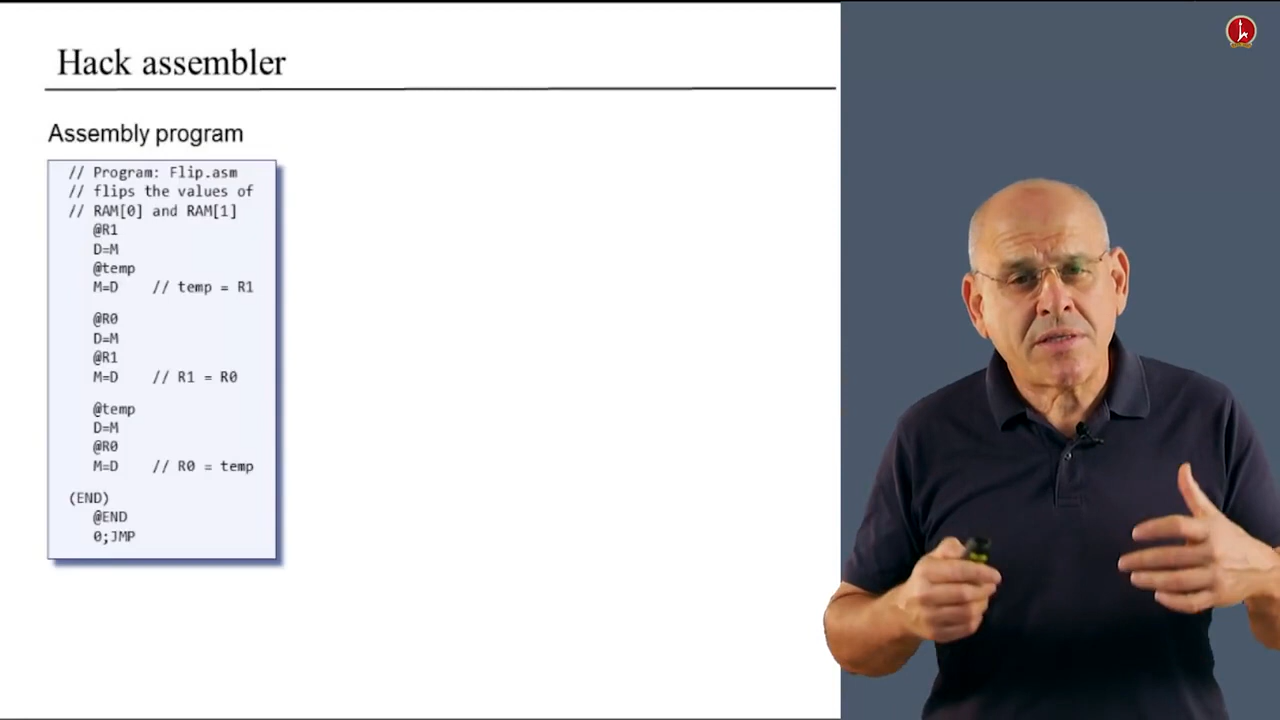 Hack assembler
Assembly program
// Program: Flip.asm
// flips the values of
// RAM[0] and RAM[1]
@R1
D=M
@temp
M=D // temp = R1
@R0
D=M
@R1
M=D // R1 = R0
@temp
D=M
@R0
M=D // R0 = temp
(END)
@END
0;JMP